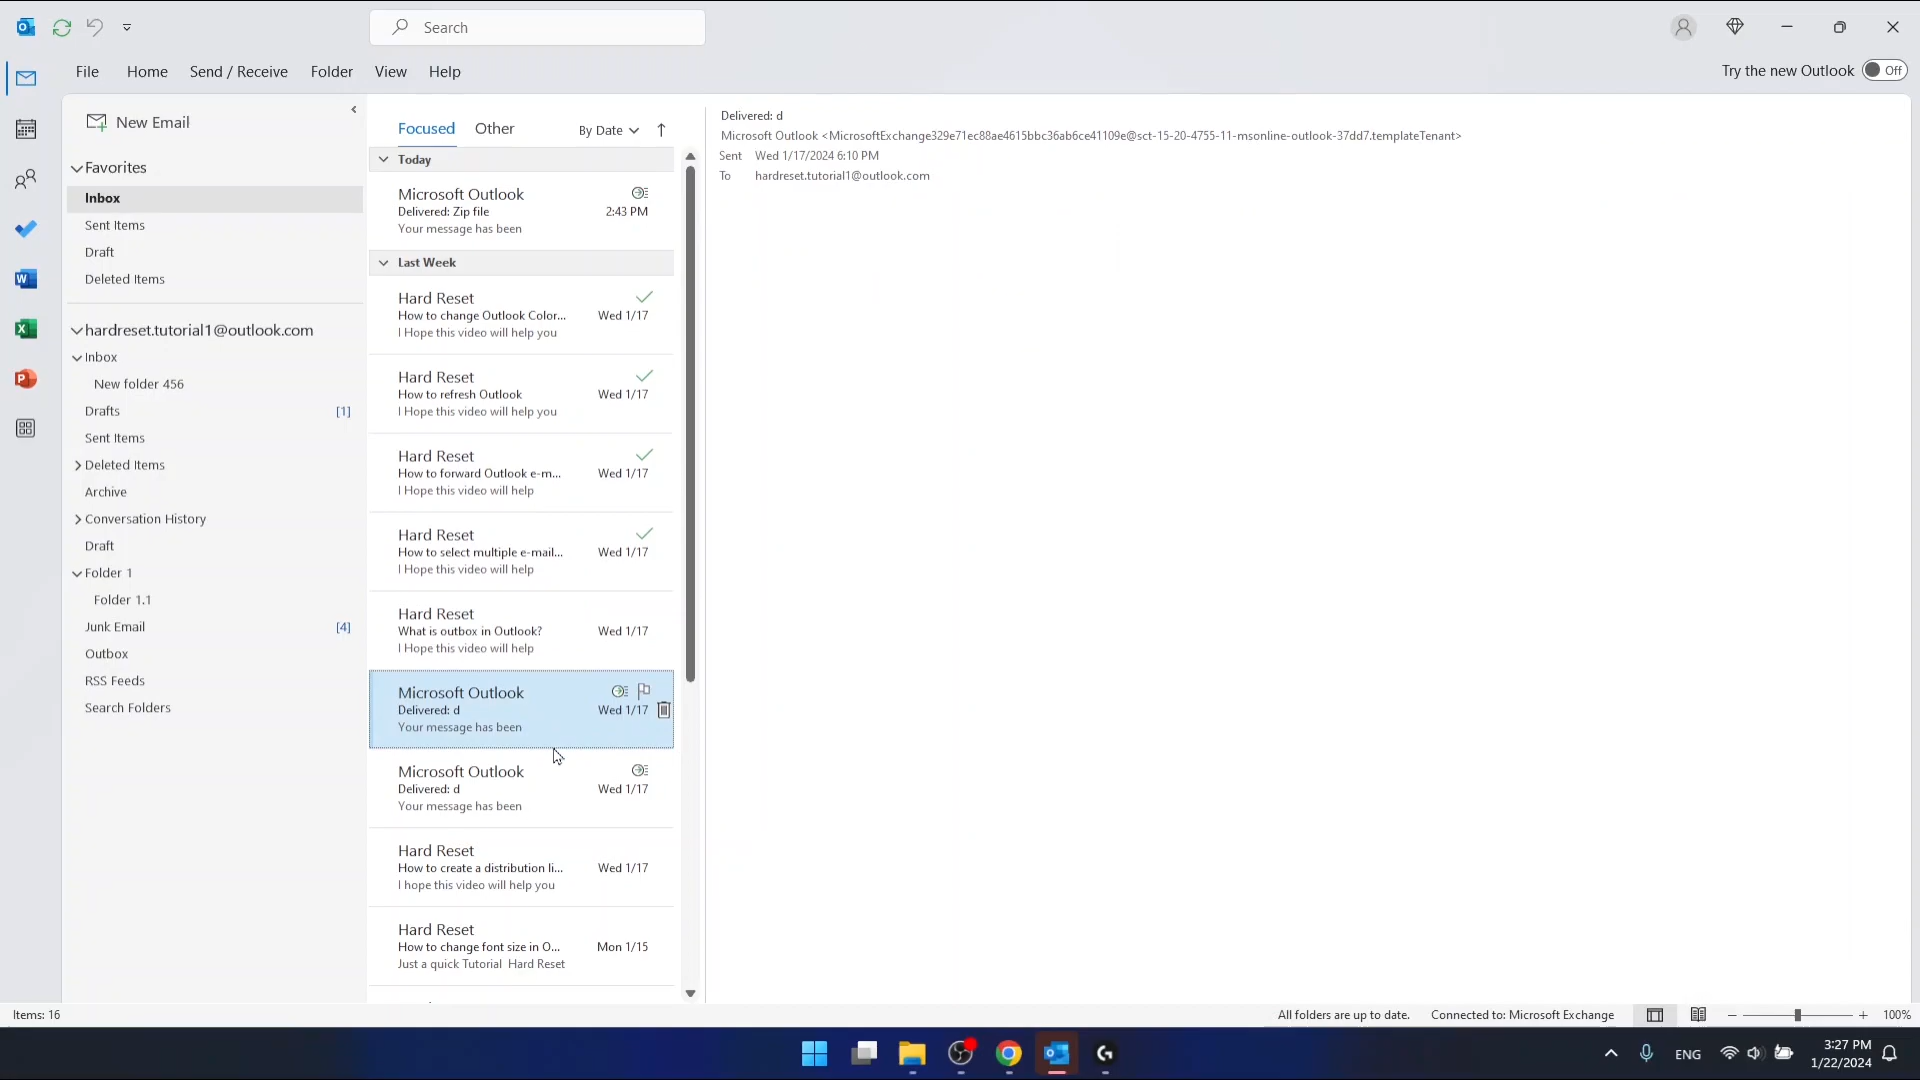 Search
File Home Send / Receive Folder View Help
Try the new Outlook Off
New Email
Favorites
Inbox
Sent Items
Draft
Deleted Items
hardreset.tutorial1@outlook.com
Inbox
New folder 456
Drafts [1]
Sent Items
Deleted Items
Archive
Conversation History
Draft
Folder 1
Folder 1.1
Junk Email [4]
Outbox
RSS Feeds
Search Folders
Focused Other By Date
Today
Microsoft Outlook
Delivered: Zip file 2:43 PM
Your message has been
Last Week
Hard Reset
How to change Outlook Color... Wed 1/17
I Hope this video will help you
Hard Reset
How to refresh Outlook Wed 1/17
I Hope this video will help you
Hard Reset
How to forward Outlook e-m... Wed 1/17
I Hope this video will help
Hard Reset
How to select multiple e-mail... Wed 1/17
I Hope this video will help
Hard Reset
What is outbox in Outlook? Wed 1/17
I Hope this video will help
Microsoft Outlook
Delivered: d Wed 1/17
Your message has been
Microsoft Outlook
Delivered: d Wed 1/17
Your message has been
Hard Reset
How to create a distribution li... Wed 1/17
I hope this video will help you
Hard Reset
How to change font size in O... Mon 1/15
Just a quick Tutorial Hard Reset
Delivered: d
Microsoft Outlook <MicrosoftExchange329e71ec88ae4615bbc36ab6ce41109e@sct-15-20-4755-11-msonline-outlook-37dd7.templateTenant>
Sent Wed 1/17/2024 6:10 PM
To hardreset.tutorial1@outlook.com
Items: 16
All folders are up to date. Connected to: Microsoft Exchange 100%
ENG
3:27 PM
1/22/2024